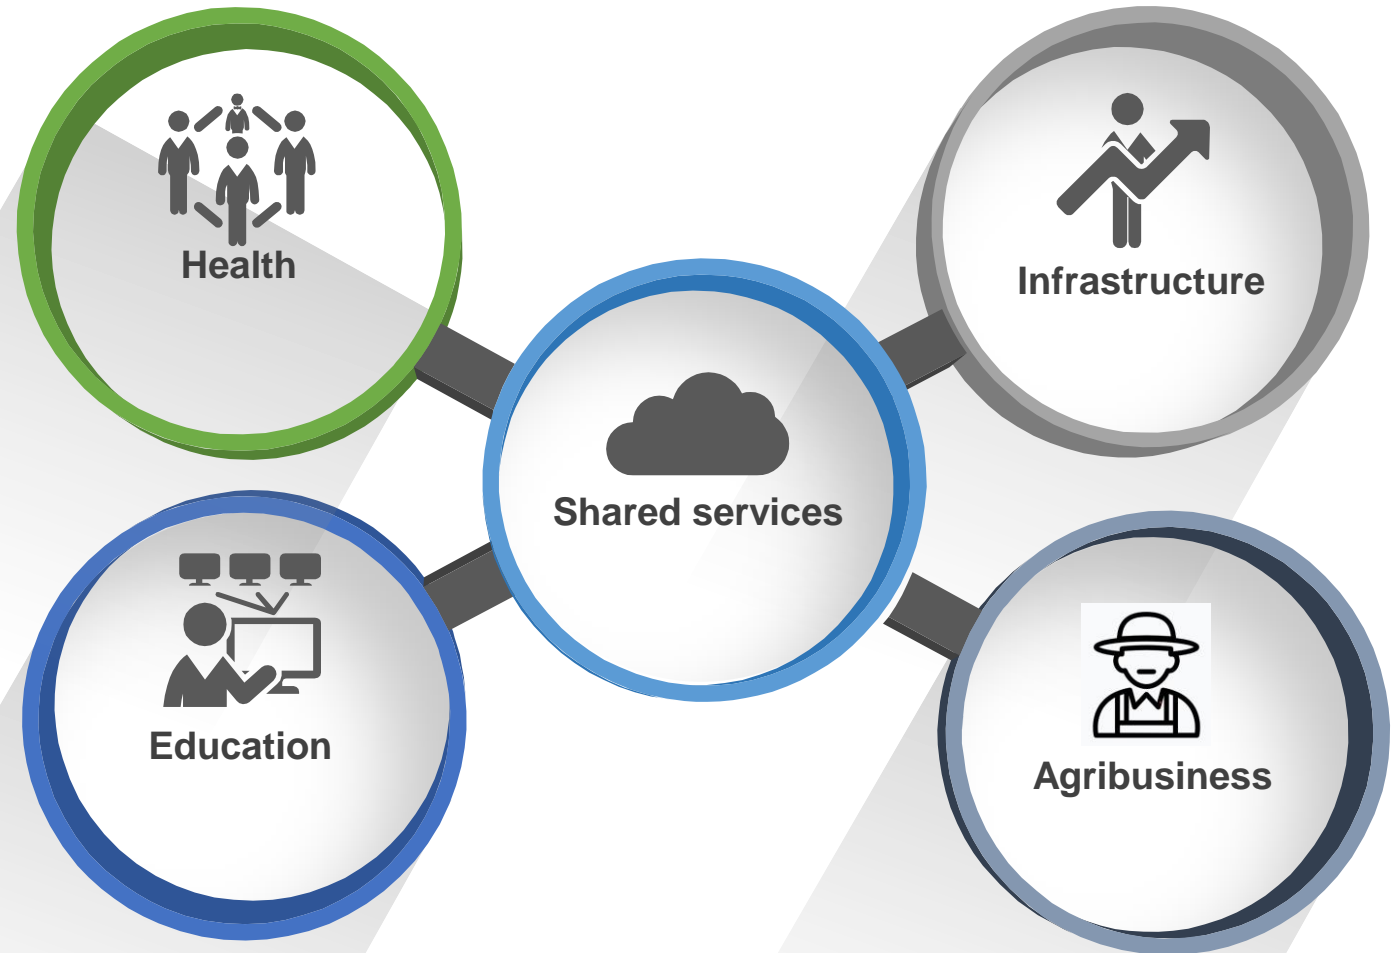 Health
Infrastructure
Shared services
Education
Agribusiness